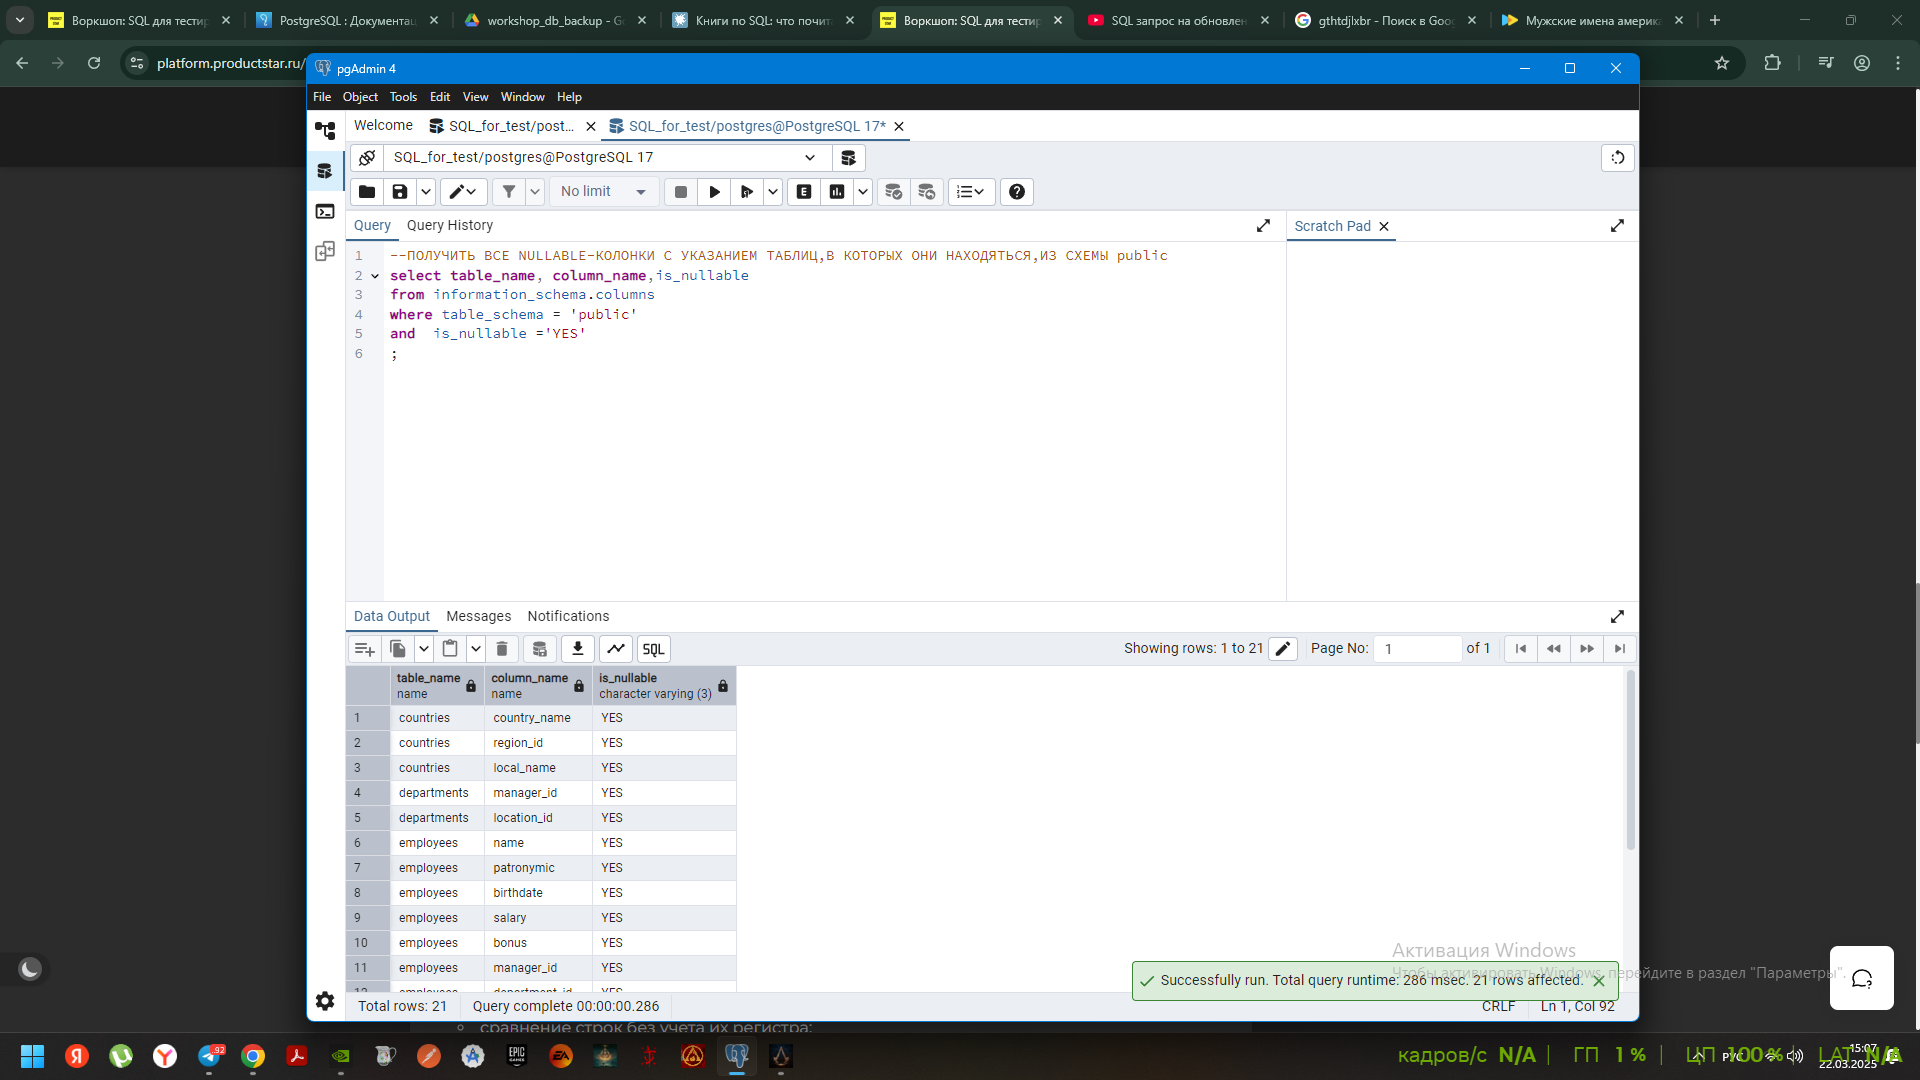 Воркшоп: SQL для тестир
PostgreSQL : Документац
workshop_db_backup - Go
Книги по SQL: что почит
Воркшоп: SQL для тестир
SQL запрос на обновлен
gthtdjlxbr - Поиск в Goo
Мужские имена америка
platform.productstar.ru/
pgAdmin 4
File Object Tools Edit View Window Help
Welcome SQL_for_test/post... SQL_for_test/postgres@PostgreSQL 17*
SQL_for_test/postgres@PostgreSQL 17
No limit
Query Query History
Scratch Pad
1 --ПОЛУЧИТЬ ВСЕ NULLABLE-КОЛОНКИ С УКАЗАНИЕМ ТАБЛИЦ,В КОТОРЫХ ОНИ НАХОДЯТЬСЯ,ИЗ СХЕМЫ public
2 select table_name, column_name,is_nullable
3 from information_schema.columns
4 where table_schema = 'public'
5 and  is_nullable ='YES'
6 ;
Data Output Messages Notifications
SQL
Showing rows: 1 to 21
Page No: 1 of 1
table_name column_name is_nullable
name name character varying (3)
1 countries country_name YES
2 countries region_id YES
3 countries local_name YES
4 departments manager_id YES
5 departments location_id YES
6 employees name YES
7 employees patronymic YES
8 employees birthdate YES
9 employees salary YES
10 employees bonus YES
11 employees manager_id YES
12 employees department_id YES
Активация Windows
Чтобы активировать Windows, перейдите в раздел "Параметры".
Successfully run. Total query runtime: 286 msec. 21 rows affected.
Total rows: 21 Query complete 00:00:00.286
CRLF Ln 1, Col 92
сравнение строк без учета их регистра;
92
EPIC GAMES
EA
кадров/с N/A ГП 1 % ЦП 100 % LAT N/A
РУС
15:07
22.03.2025